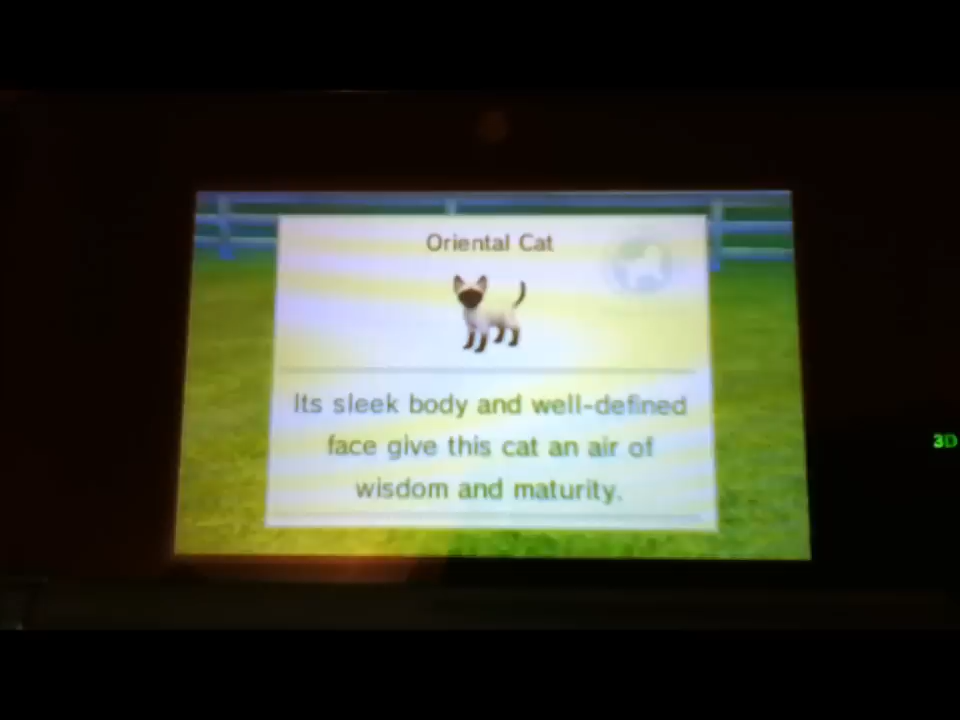 Oriental Cat
Its sleek body and well-defined
face give this cat an air of
wisdom and maturity.
3D